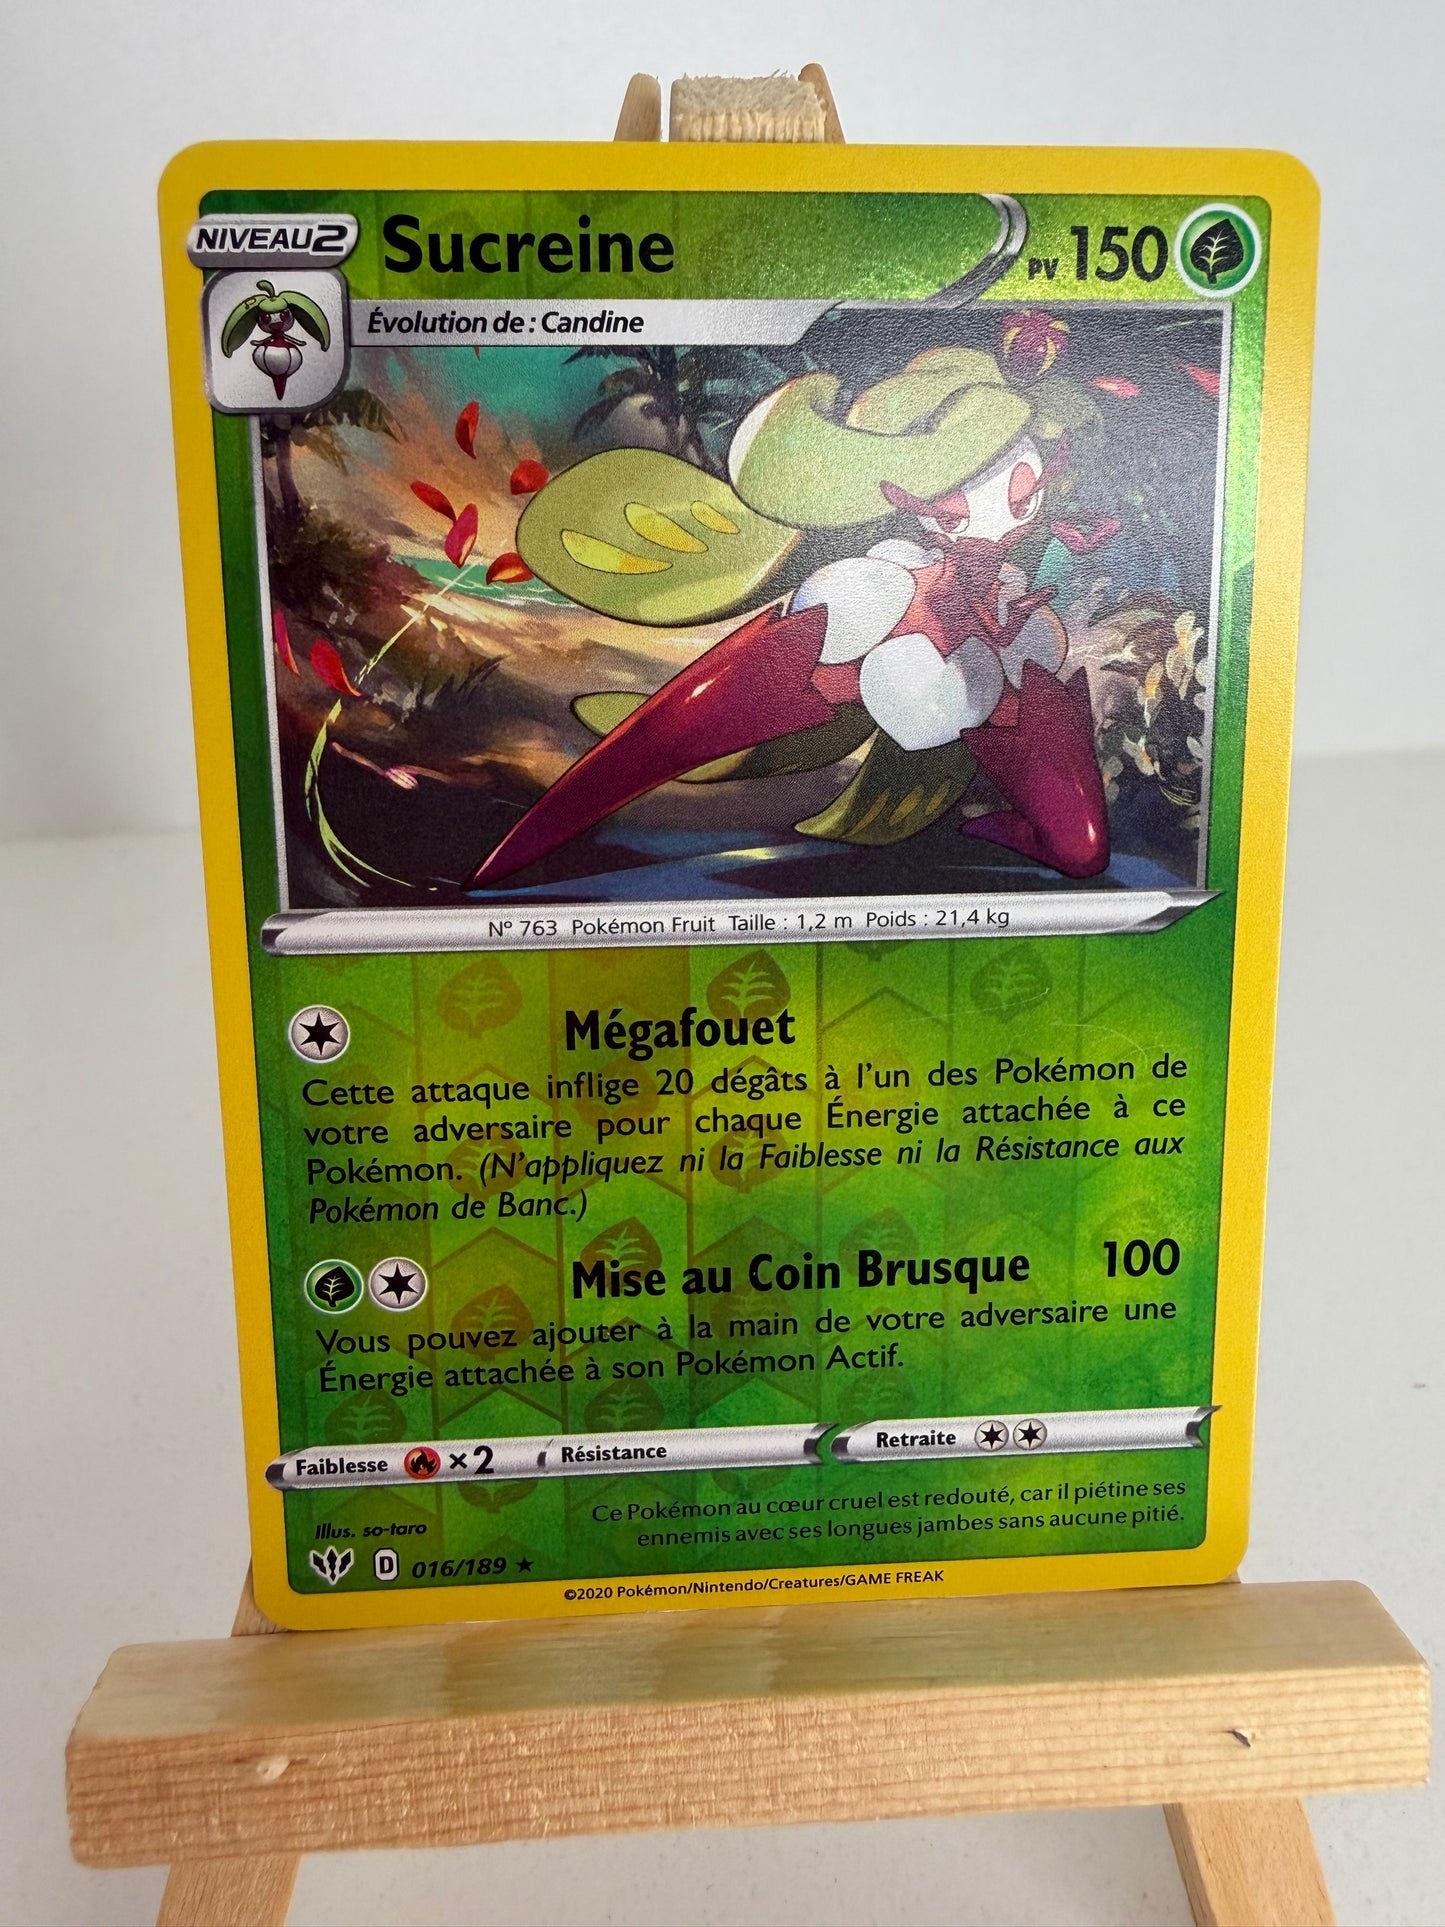 NIVEAU 2
Sucreine
PV 150
Évolution de : Candine
Nº 763 Pokémon Fruit Taille : 1,2 m Poids : 21,4 kg
Mégafouet
Cette attaque inflige 20 dégâts à l'un des Pokémon de
votre adversaire pour chaque Énergie attachée à ce
Pokémon. (N'appliquez ni la Faiblesse ni la Résistance aux
Pokémon de Banc.)
Mise au Coin Brusque 100
Vous pouvez ajouter à la main de votre adversaire une
Énergie attachée à son Pokémon Actif.
Faiblesse ×2 Résistance Retraite
Ce Pokémon au cœur cruel est redouté, car il piétine ses
ennemis avec ses longues jambes sans aucune pitié.
Illus. so-taro
D 016/189 ★
©2020 Pokémon/Nintendo/Creatures/GAME FREAK